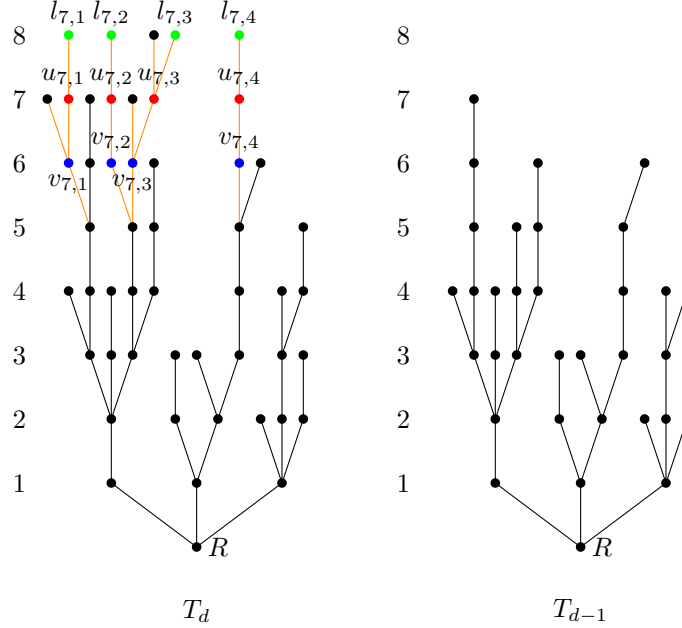 l_{7,1} l_{7,2} l_{7,3} l_{7,4}
8 8
u_{7,1} u_{7,2} u_{7,3} u_{7,4}
7 7
v_{7,2} v_{7,4}
6 6
v_{7,1} v_{7,3}
5 5
4 4
3 3
2 2
1 1
R R
T_d T_{d-1}